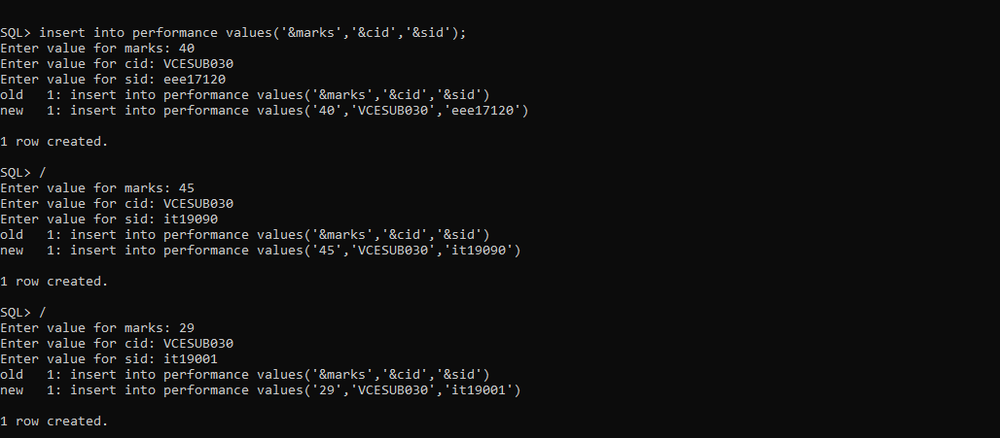 SQL> insert into performance values('&marks','&cid','&sid');
Enter value for marks: 40
Enter value for cid: VCESUB030
Enter value for sid: eee17120
old   1: insert into performance values('&marks','&cid','&sid')
new   1: insert into performance values('40','VCESUB030','eee17120')
1 row created.
SQL> /
Enter value for marks: 45
Enter value for cid: VCESUB030
Enter value for sid: it19090
old   1: insert into performance values('&marks','&cid','&sid')
new   1: insert into performance values('45','VCESUB030','it19090')
1 row created.
SQL> /
Enter value for marks: 29
Enter value for cid: VCESUB030
Enter value for sid: it19001
old   1: insert into performance values('&marks','&cid','&sid')
new   1: insert into performance values('29','VCESUB030','it19001')
1 row created.